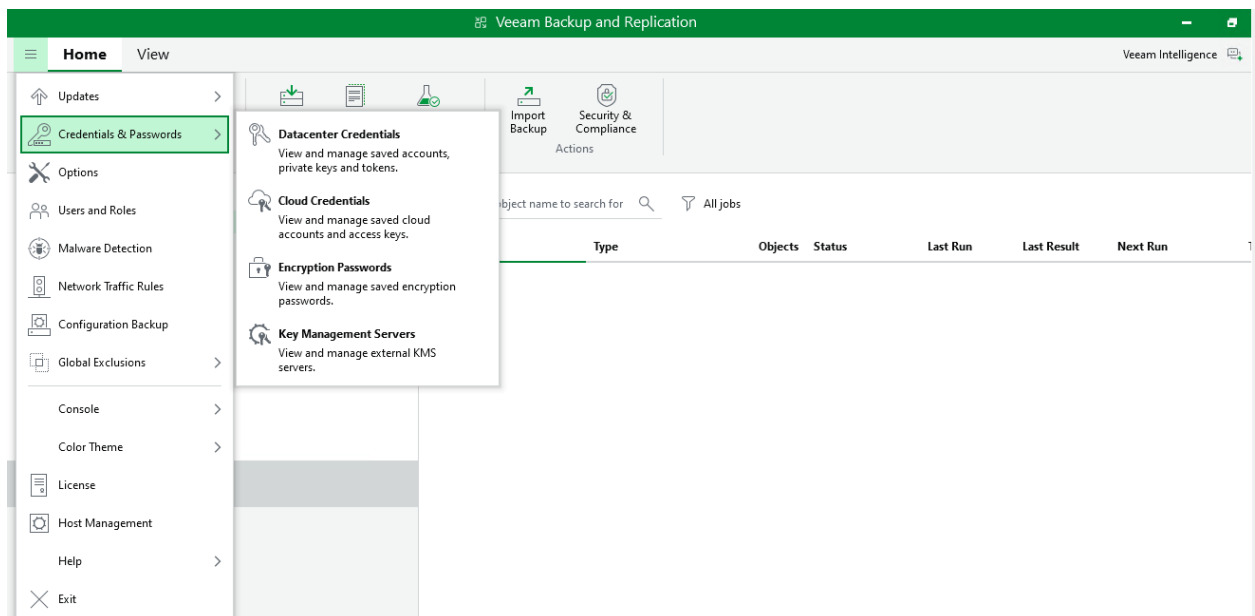 Veeam Backup and Replication
Home View
Veeam Intelligence
Updates
Credentials & Passwords
Options
Users and Roles
Malware Detection
Network Traffic Rules
Configuration Backup
Global Exclusions
Console
Color Theme
License
Host Management
Help
Exit
Datacenter Credentials
View and manage saved accounts,
private keys and tokens.
Cloud Credentials
View and manage saved cloud
accounts and access keys.
Encryption Passwords
View and manage saved encryption
passwords.
Key Management Servers
View and manage external KMS
servers.
Import
Backup
Security &
Compliance
Actions
object name to search for
All jobs
Type Objects Status Last Run Last Result Next Run